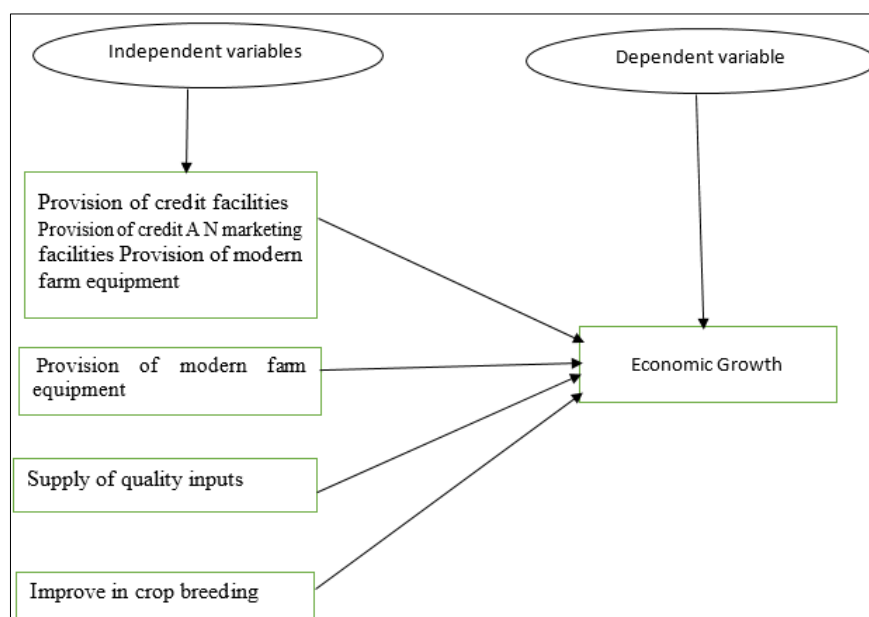 Independent variables
Dependent variable
Provision of credit facilities
Provision of credit A N marketing
facilities Provision of modern
farm equipment
Provision of modern farm
equipment
Economic Growth
Supply of quality inputs
Improve in crop breeding